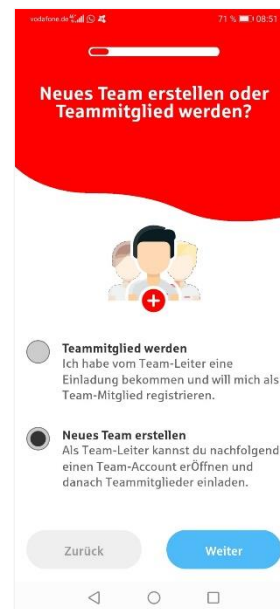 vodafone.de
71 % 08:51
Neues Team erstellen oder
Teammitglied werden?
Teammitglied werden
Ich habe vom Team-Leiter eine
Einladung bekommen und will mich als
Team-Mitglied registrieren.
Neues Team erstellen
Als Team-Leiter kannst du nachfolgend
einen Team-Account erÖffnen und
danach Teammitglieder einladen.
Zurück
Weiter